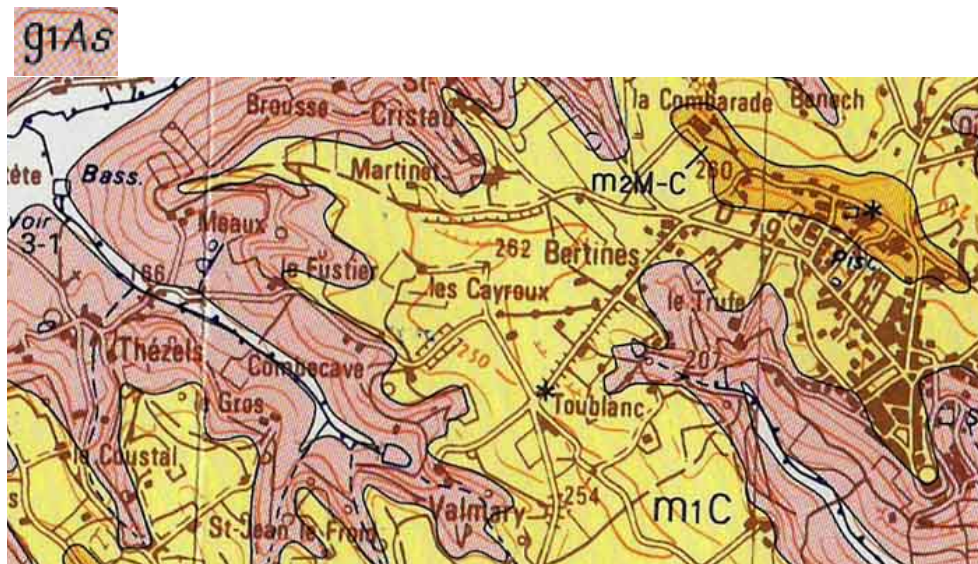 g1As
Brousse
St-
Cristau
la Combarade
Benech
Bass.
Martinet
m2M-C
260
Meaux
3-1
262 Bertines
Pisc.
le Fustier
les Cayroux
le Trufe
166
Thézels
250
207
Combecave
le Gros
Toublanc
le Coustal
Valmary
254
m1C
St-Jean le Froid